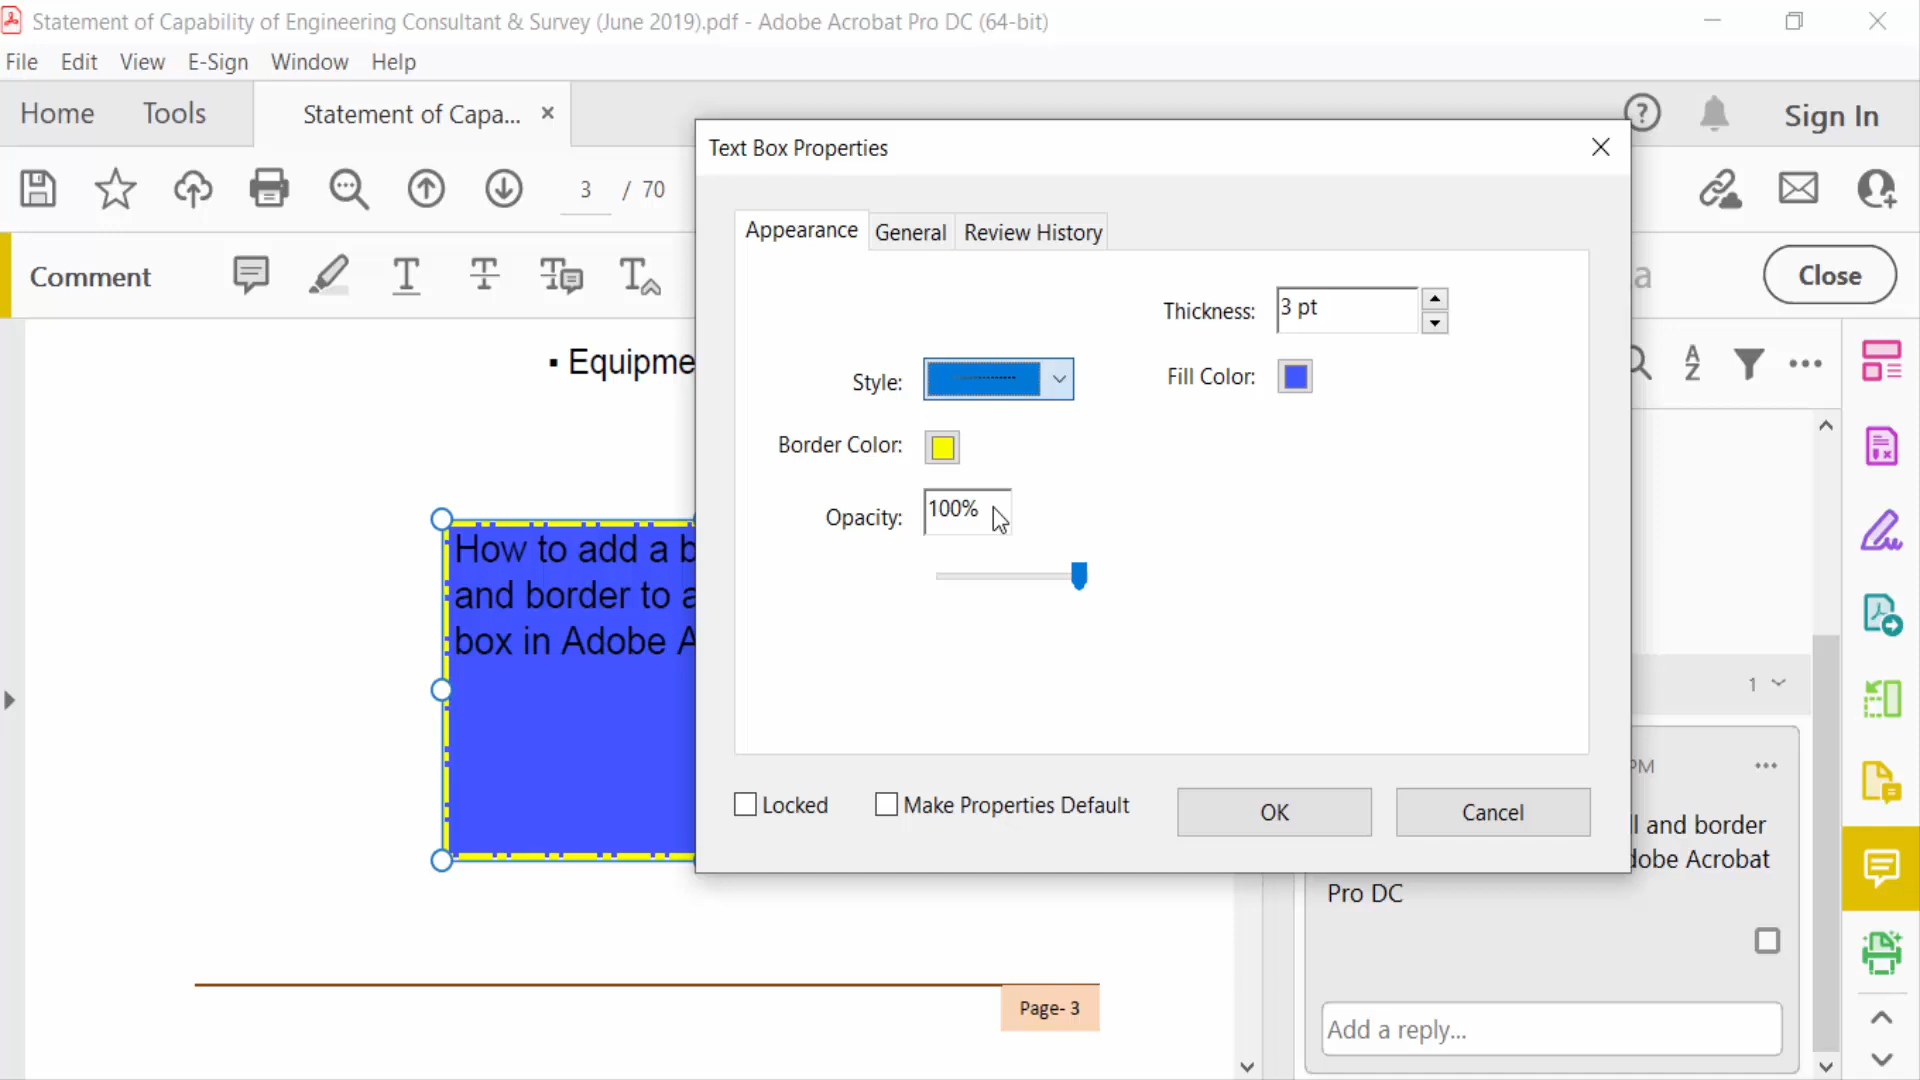 Statement of Capability of Engineering Consultant & Survey (June 2019).pdf - Adobe Acrobat Pro DC (64-bit)
File Edit View E-Sign Window Help
Home Tools Statement of Capa... Sign In
3 / 70
Text Box Properties
Appearance General Review History
Comment
Close
Thickness: 3 pt
Style:
Fill Color:
Border Color:
Opacity: 100%
▪ Equipme
How to add a b
and border to a
box in Adobe A
Locked
Make Properties Default
OK
Cancel
1
PM
ll and border
dobe Acrobat
Pro DC
Add a reply...
Page- 3